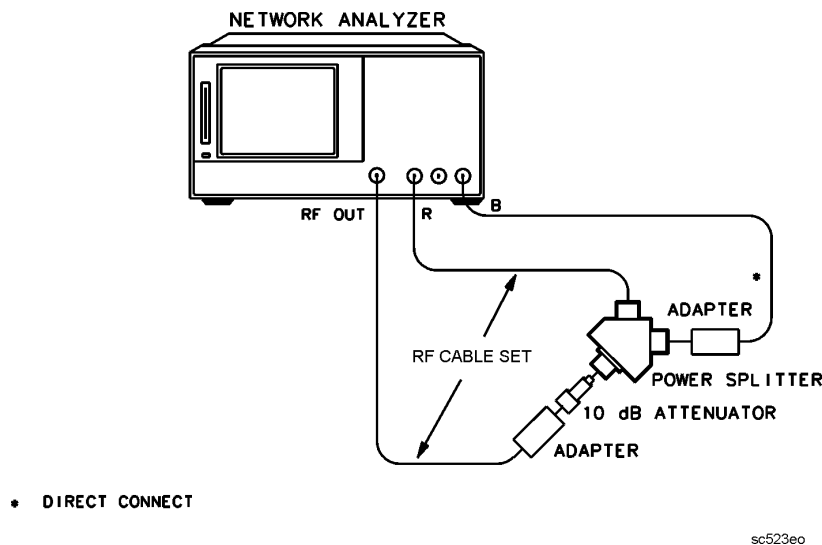 NETWORK ANALYZER
RF OUT
R
B
*
ADAPTER
RF CABLE SET
POWER SPLITTER
10 dB ATTENUATOR
ADAPTER
* DIRECT CONNECT
sc523eo